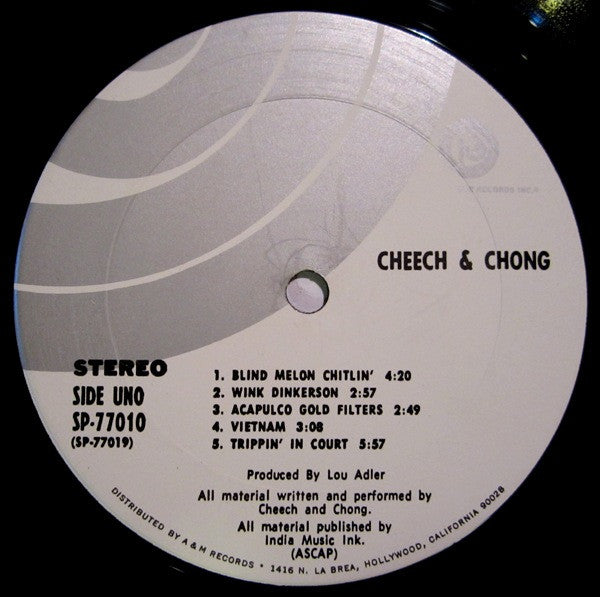 ODE RECORDS INC.
CHEECH & CHONG
STEREO
SIDE UNO
SP-77010
(SP-77019)
1. BLIND MELON CHITLIN' 4:20
2. WINK DINKERSON 2:57
3. ACAPULCO GOLD FILTERS 2:49
4. VIETNAM 3:08
5. TRIPPIN' IN COURT 5:57
Produced By Lou Adler
All material written and performed by
Cheech and Chong.
All material published by
India Music Ink.
(ASCAP)
DISTRIBUTED BY A & M RECORDS • 1416 N. LA BREA, HOLLYWOOD, CALIFORNIA 90028